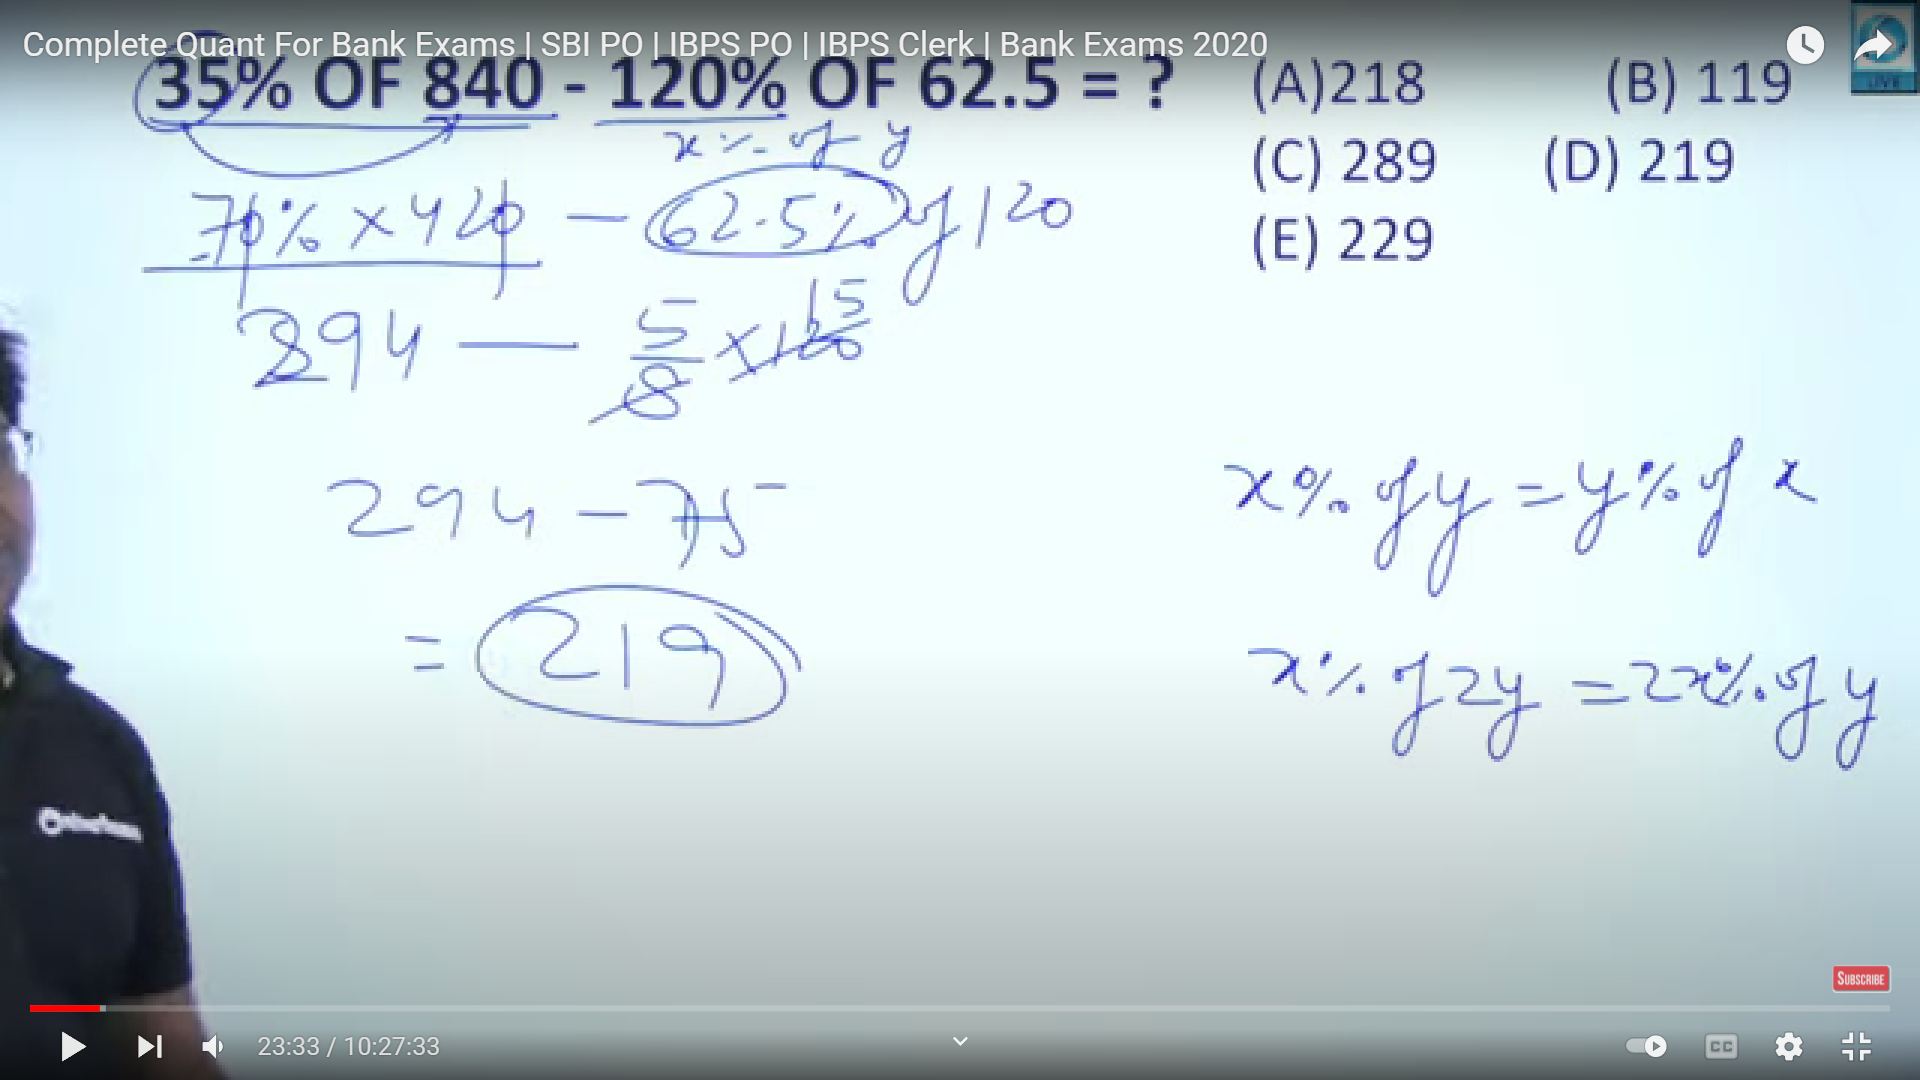 Complete Quant For Bank Exams | SBI PO | IBPS PO | IBPS Clerk | Bank Exams 2020
35% OF 840 - 120% OF 62.5 = ? (A)218 (B) 119
(C) 289 (D) 219
(E) 229
x% of y
70% × 420 — 62.5% of 120
294 — 5/8 × 120 15
294 - 75
= 219
x% of y = y% of x
x% of 2y = 2x% of y
LIVE
SUBSCRIBE
23:33 / 10:27:33
CC